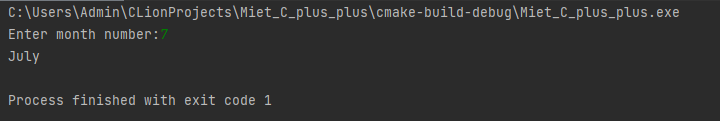 C:\Users\Admin\CLionProjects\Miet_C_plus_plus\cmake-build-debug\Miet_C_plus_plus.exe
Enter month number:7
July
Process finished with exit code 1